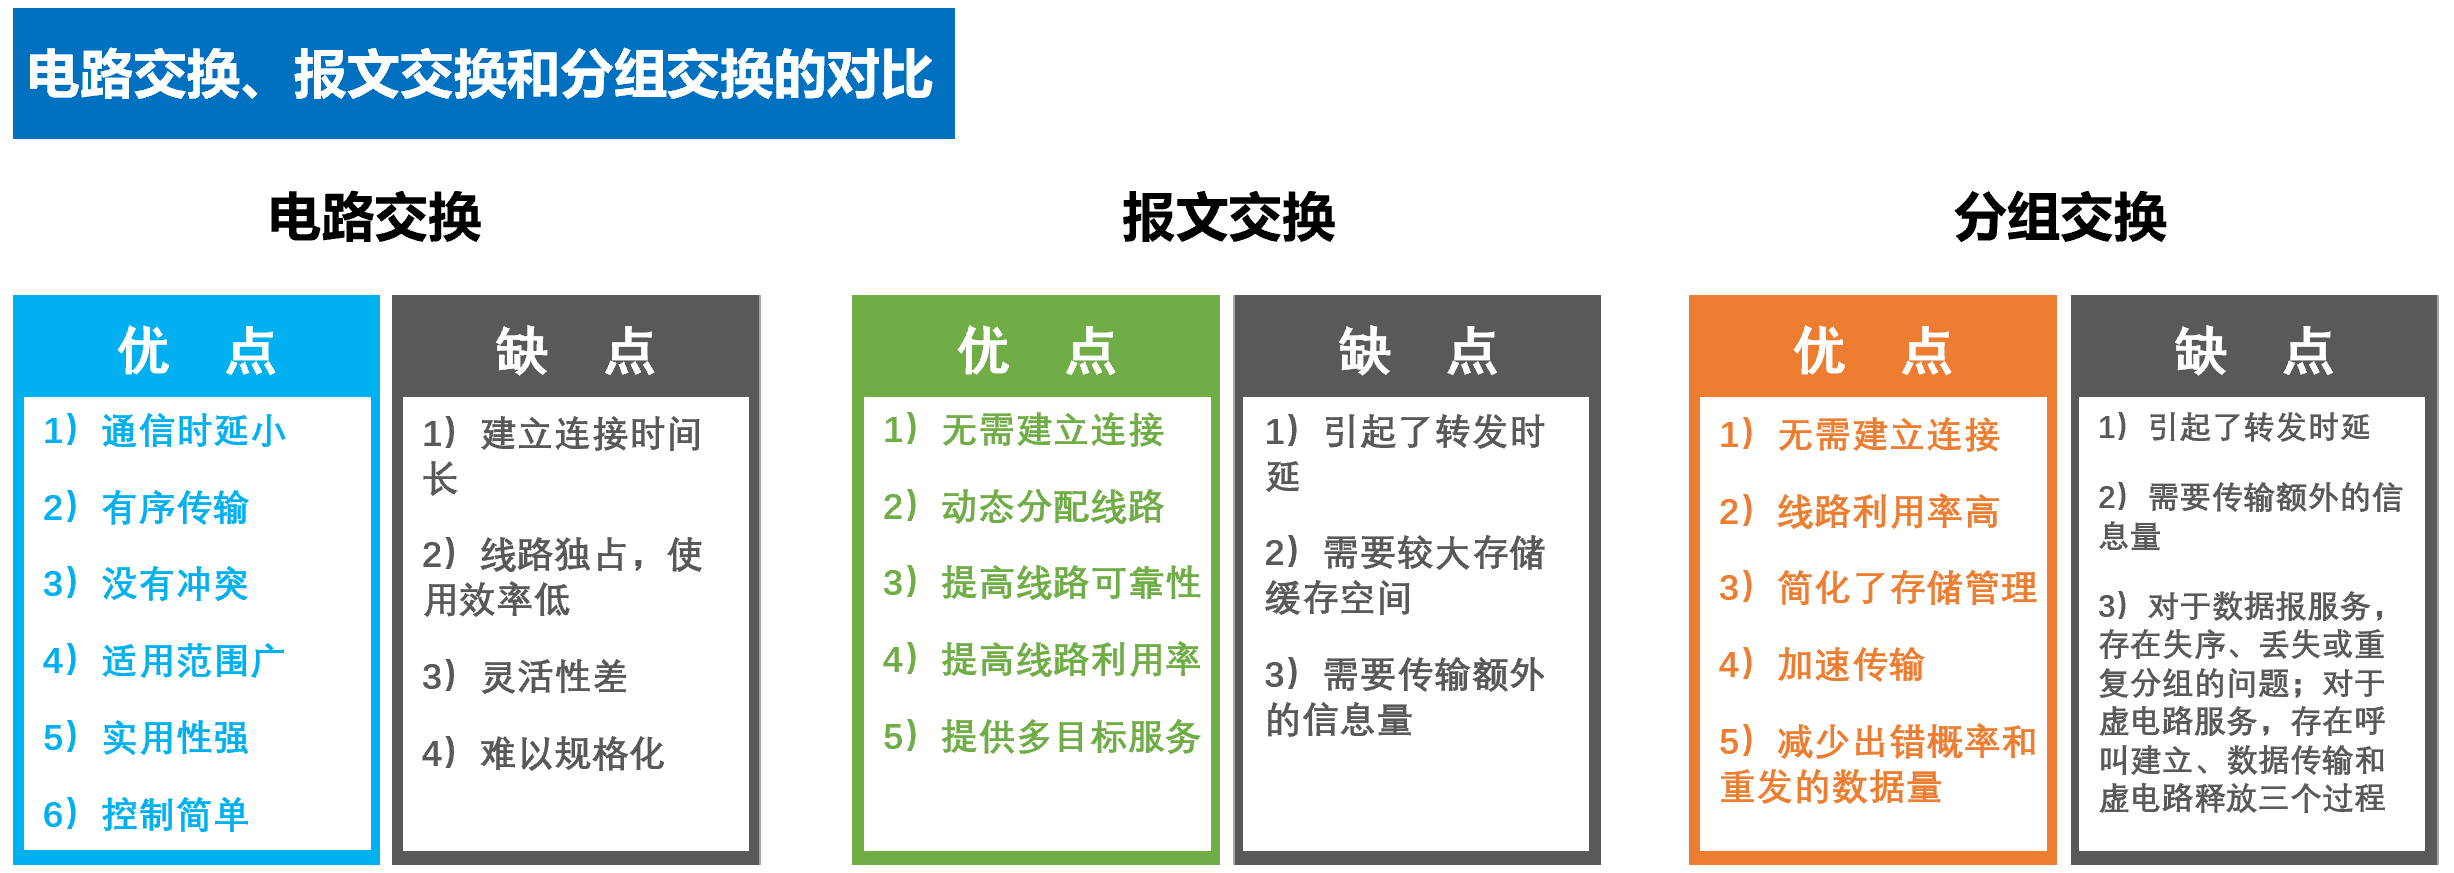 电路交换、报文交换和分组交换的对比
电路交换
优 点
1）通信时延小
2）有序传输
3）没有冲突
4）适用范围广
5）实用性强
6）控制简单
缺 点
1）建立连接时间
长
2）线路独占，使
用效率低
3）灵活性差
4）难以规格化
报文交换
优 点
1）无需建立连接
2）动态分配线路
3）提高线路可靠性
4）提高线路利用率
5）提供多目标服务
缺 点
1）引起了转发时
延
2）需要较大存储
缓存空间
3）需要传输额外
的信息量
分组交换
优 点
1）无需建立连接
2）线路利用率高
3）简化了存储管理
4）加速传输
5）减少出错概率和
重发的数据量
缺 点
1）引起了转发时延
2）需要传输额外的信
息量
3）对于数据报服务，
存在失序、丢失或重
复分组的问题；对于
虚电路服务，存在呼
叫建立、数据传输和
虚电路释放三个过程